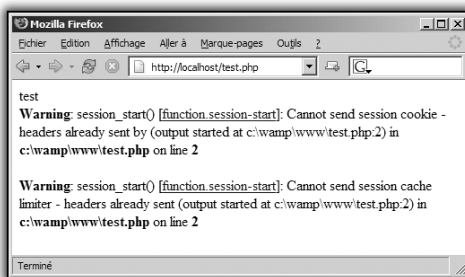 Mozilla Firefox
Fichier Edition Affichage Aller à Marque-pages Outils ?
http://localhost/test.php G
test
Warning: session_start() [function.session-start]: Cannot send session cookie -
headers already sent by (output started at c:\wamp\www\test.php:2) in
c:\wamp\www\test.php on line 2
Warning: session_start() [function.session-start]: Cannot send session cache
limiter - headers already sent (output started at c:\wamp\www\test.php:2) in
c:\wamp\www\test.php on line 2
Terminé